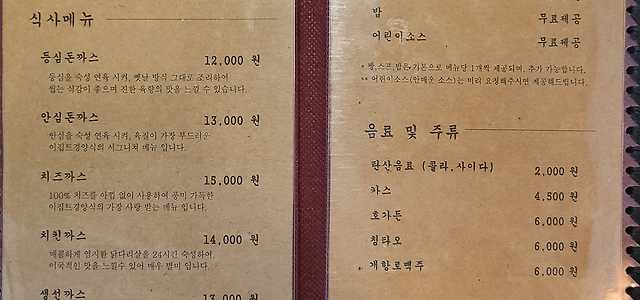 식사메뉴
등심돈까스 12,000 원
등심을 숙성 연육 시켜, 옛날 방식 그대로 조리하여
씹는 식감이 좋으며 진한 육향의 맛을 느낄 수 있습니다.
안심돈까스 13,000 원
안심을 숙성 연육 시켜, 육질이 가장 부드러운
이집트경양식의 시그니처 메뉴 입니다.
치즈까스 15,000 원
100% 치즈를 아낌 없이 사용하여 풍미 가득한
이집트경양식의 가장 사랑 받는 메뉴 입니다.
치킨까스 14,000 원
매콤하게 염지한 닭다리살을 24시간 숙성하여,
이국적인 맛을 느낄수 있어 매우 별미 입니다.
생선까스 13,000 원
밥 무료제공
어린이소스 무료제공
* 빵,스프,밥은 기본으로 메뉴당 1개씩 제공되며, 추가 가능합니다.
** 어린이소스(안매운 소스)는 미리 요청해주시면 제공해드립니다.
음료 및 주류
탄산음료 (콜라.사이다) 2,000 원
카스 4,500 원
호가든 6,000 원
칭타오 6,000 원
개항로맥주 6,000 원